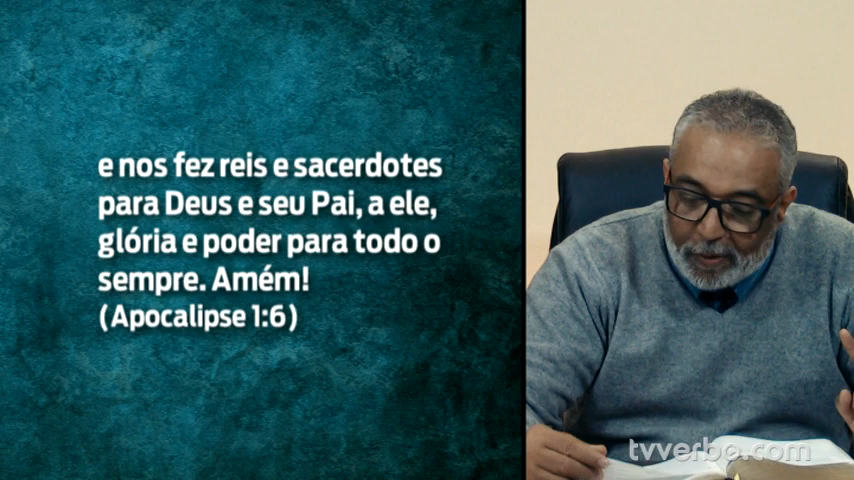 e nos fez reis e sacerdotes
para Deus e seu Pai, a ele,
glória e poder para todo o
sempre. Amém!
(Apocalipse 1:6)
tvverbo.com